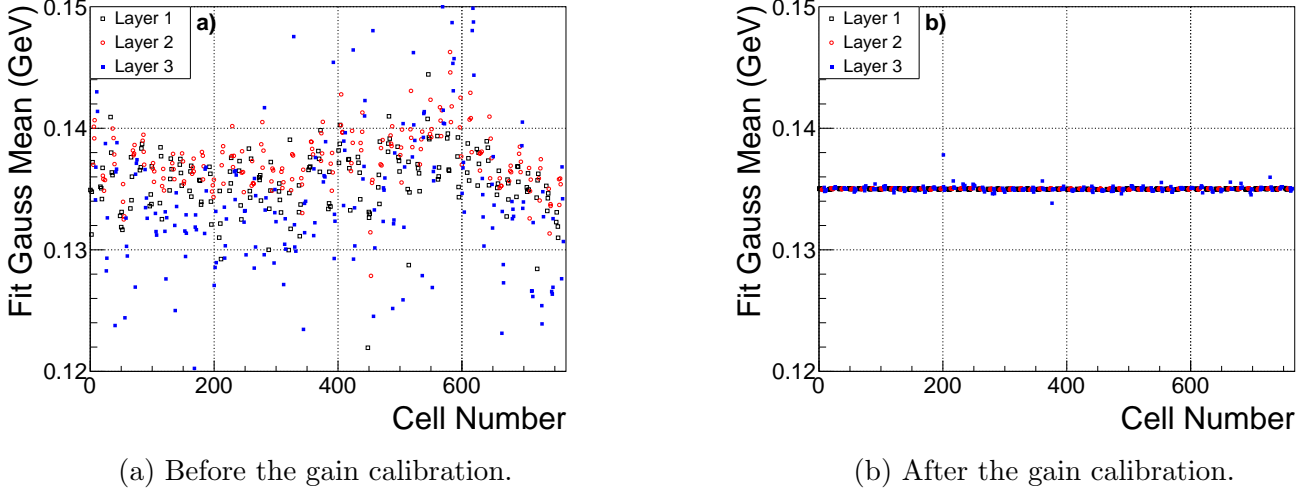 Fit Gauss Mean (GeV)
0.15
0.14
0.13
0.12
Layer 1
Layer 2
Layer 3
a)
0
200
400
600
Cell Number
(a) Before the gain calibration.
Fit Gauss Mean (GeV)
0.15
0.14
0.13
0.12
Layer 1
Layer 2
Layer 3
b)
0
200
400
600
Cell Number
(b) After the gain calibration.